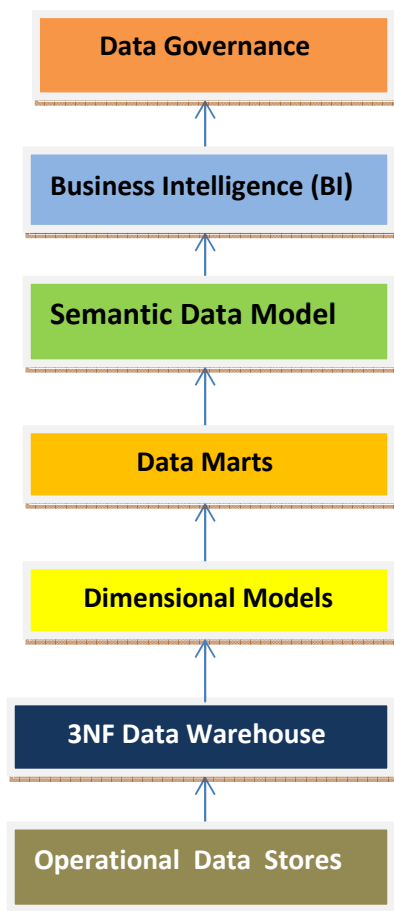 Data Governance
Business Intelligence (BI)
Semantic Data Model
Data Marts
Dimensional Models
3NF Data Warehouse
Operational Data Stores